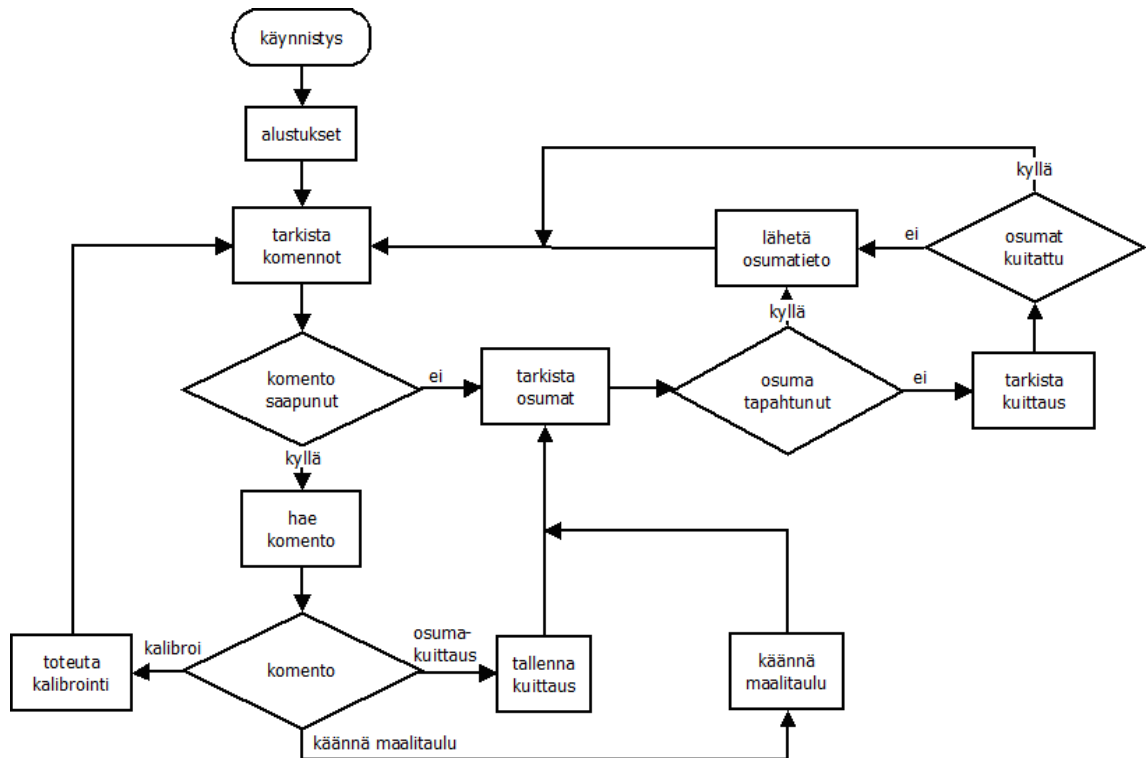 käynnistys
alustukset
kyllä
tarkista
komennot
lähetä
osumatieto
ei
osumat
kuitattu
kyllä
komento
saapunut
ei
tarkista
osumat
osuma
tapahtunut
ei
tarkista
kuittaus
kyllä
hae
komento
toteuta
kalibrointi
kalibroi
komento
osuma-
kuittaus
tallenna
kuittaus
käännä
maalitaulu
käännä maalitaulu